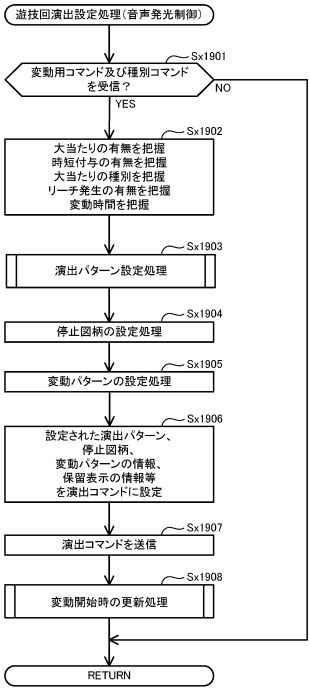 遊技回演出設定処理(音声発光制御)
Sx1901
変動用コマンド及び種別コマンド
を受信？
NO
YES
Sx1902
大当たりの有無を把握
時短付与の有無を把握
大当たりの種別を把握
リーチ発生の有無を把握
変動時間を把握
Sx1903
演出パターン設定処理
Sx1904
停止図柄の設定処理
Sx1905
変動パターンの設定処理
Sx1906
設定された演出パターン、
停止図柄、
変動パターンの情報、
保留表示の情報等
を演出コマンドに設定
Sx1907
演出コマンドを送信
Sx1908
変動開始時の更新処理
RETURN